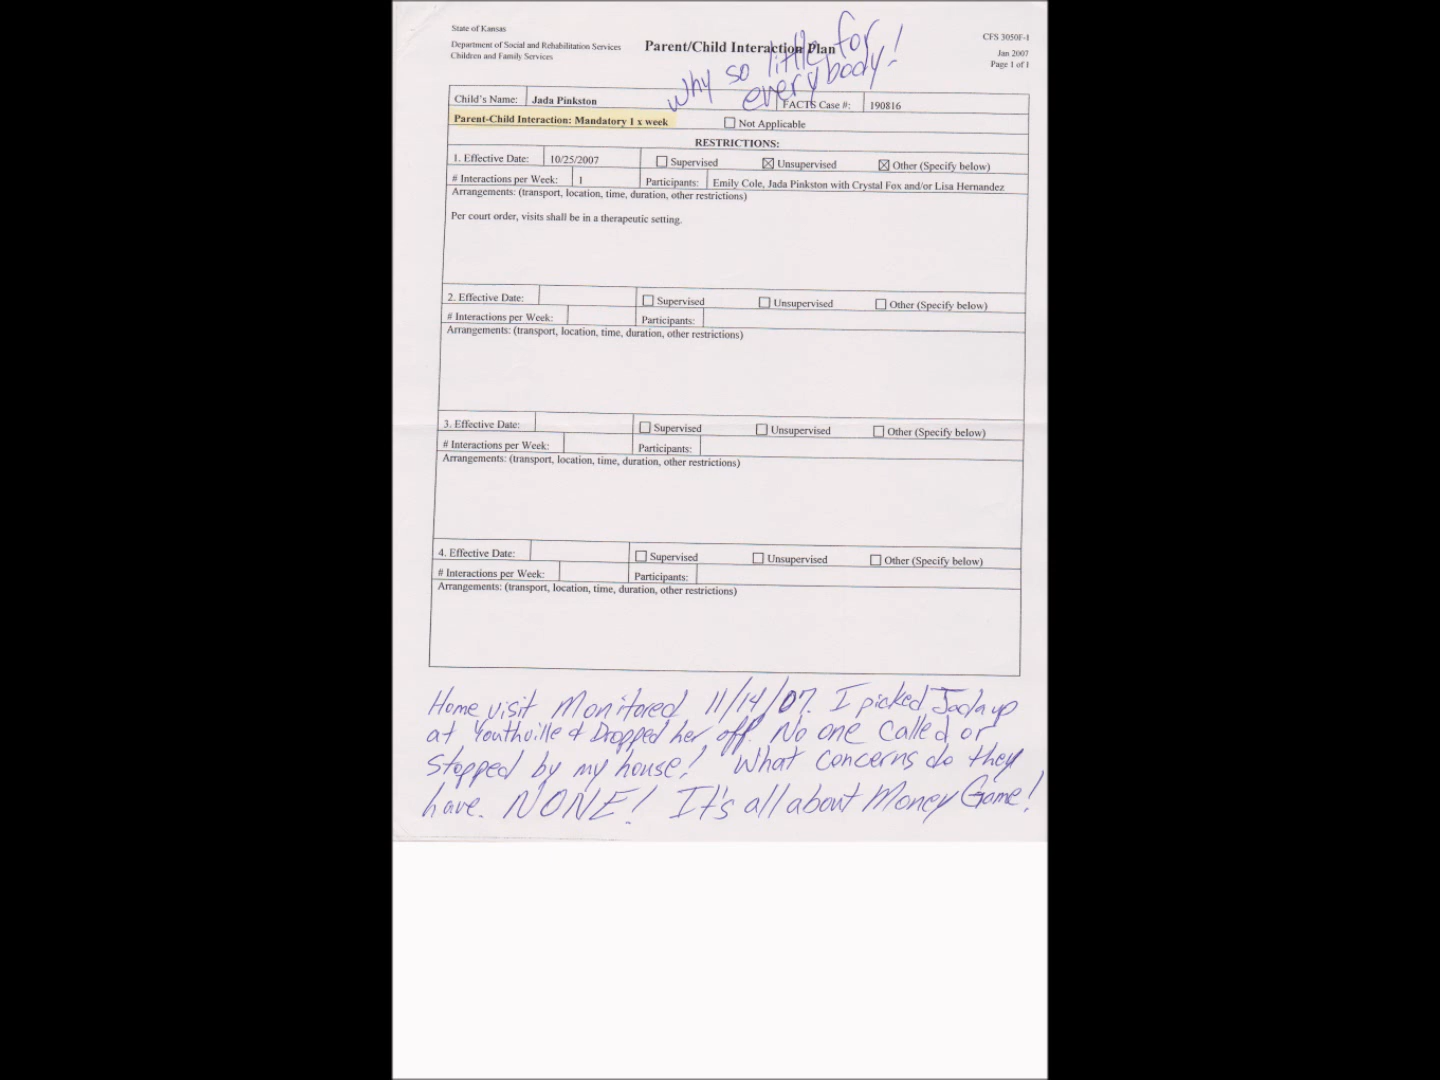 State of Kansas
Department of Social and Rehabilitation Services
Children and Family Services
Parent/Child Interaction Plan
CFS 3050F-1
Jan 2007
Page 1 of 1
why so little for
everybody!
Child's Name: Jada Pinkston FACTS Case #: 190816
Parent-Child Interaction: Mandatory 1 x week Not Applicable
RESTRICTIONS:
1. Effective Date: 10/25/2007 Supervised Unsupervised Other (Specify below)
# Interactions per Week: 1 Participants: Emily Cole, Jada Pinkston with Crystal Fox and/or Lisa Hernandez
Arrangements: (transport, location, time, duration, other restrictions)
Per court order, visits shall be in a therapeutic setting.
2. Effective Date: Supervised Unsupervised Other (Specify below)
# Interactions per Week: Participants:
Arrangements: (transport, location, time, duration, other restrictions)
3. Effective Date: Supervised Unsupervised Other (Specify below)
# Interactions per Week: Participants:
Arrangements: (transport, location, time, duration, other restrictions)
4. Effective Date: Supervised Unsupervised Other (Specify below)
# Interactions per Week: Participants:
Arrangements: (transport, location, time, duration, other restrictions)
Home visit Monitored 11/14/07. I picked Jada up
at Youthville & Dropped her off. No one called or
stopped by my house! What concerns do they
have. NONE! It's all about Money Game!